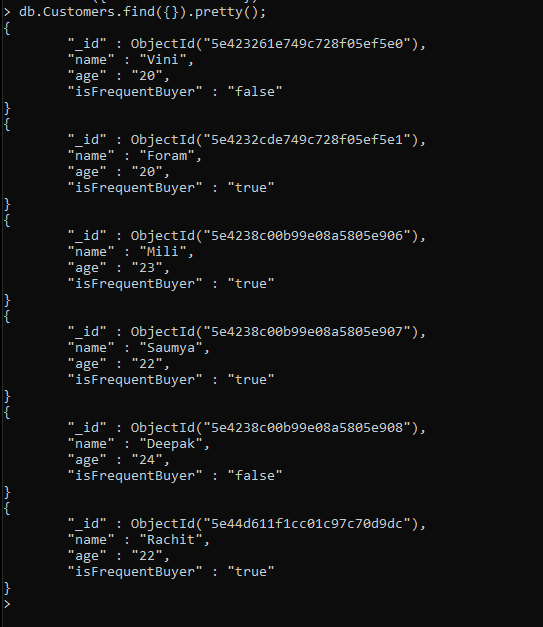 > db.Customers.find({}).pretty();
{
        "_id" : ObjectId("5e423261e749c728f05ef5e0"),
        "name" : "Vini",
        "age" : "20",
        "isFrequentBuyer" : "false"
}
{
        "_id" : ObjectId("5e4232cde749c728f05ef5e1"),
        "name" : "Foram",
        "age" : "20",
        "isFrequentBuyer" : "true"
}
{
        "_id" : ObjectId("5e4238c00b99e08a5805e906"),
        "name" : "Mili",
        "age" : "23",
        "isFrequentBuyer" : "true"
}
{
        "_id" : ObjectId("5e4238c00b99e08a5805e907"),
        "name" : "Saumya",
        "age" : "22",
        "isFrequentBuyer" : "true"
}
{
        "_id" : ObjectId("5e4238c00b99e08a5805e908"),
        "name" : "Deepak",
        "age" : "24",
        "isFrequentBuyer" : "false"
}
{
        "_id" : ObjectId("5e44d611f1cc01c97c70d9dc"),
        "name" : "Rachit",
        "age" : "22",
        "isFrequentBuyer" : "true"
}
>